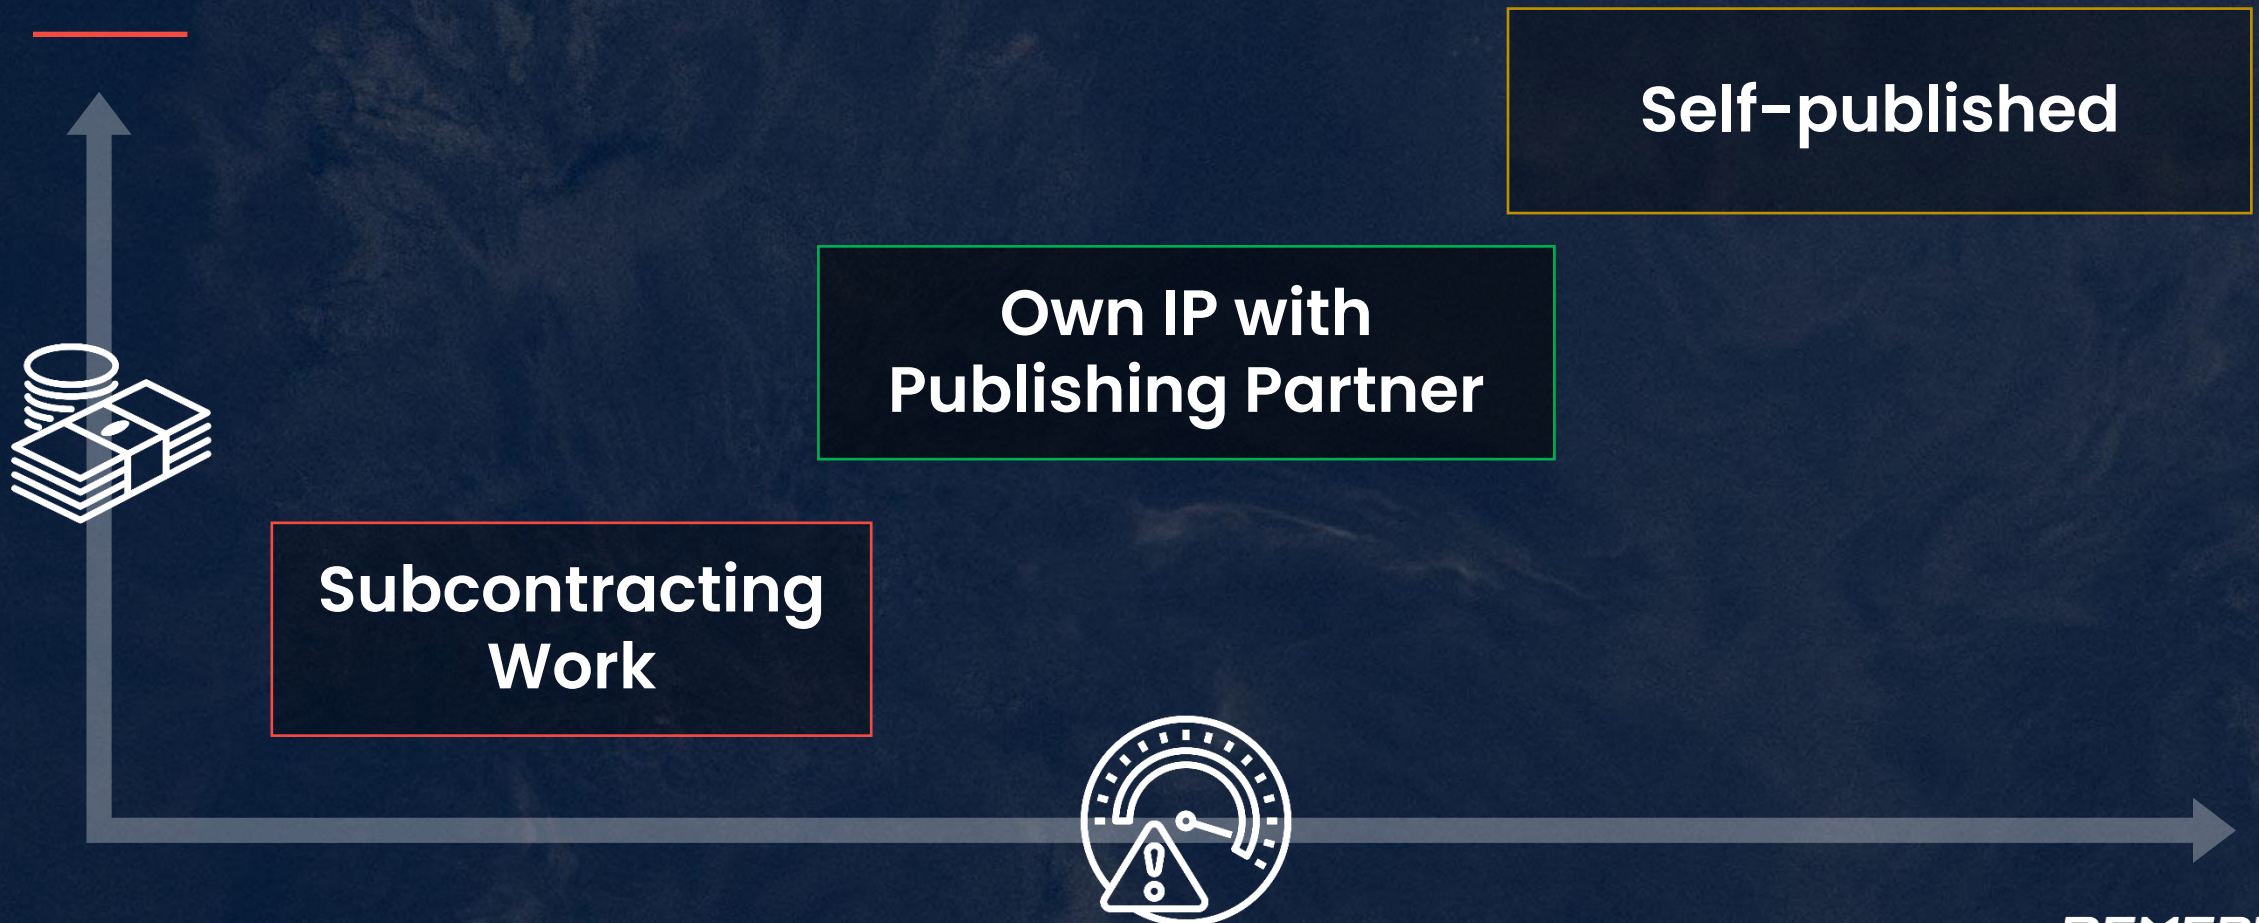 Self-published
Own IP with
Publishing Partner
Subcontracting
Work